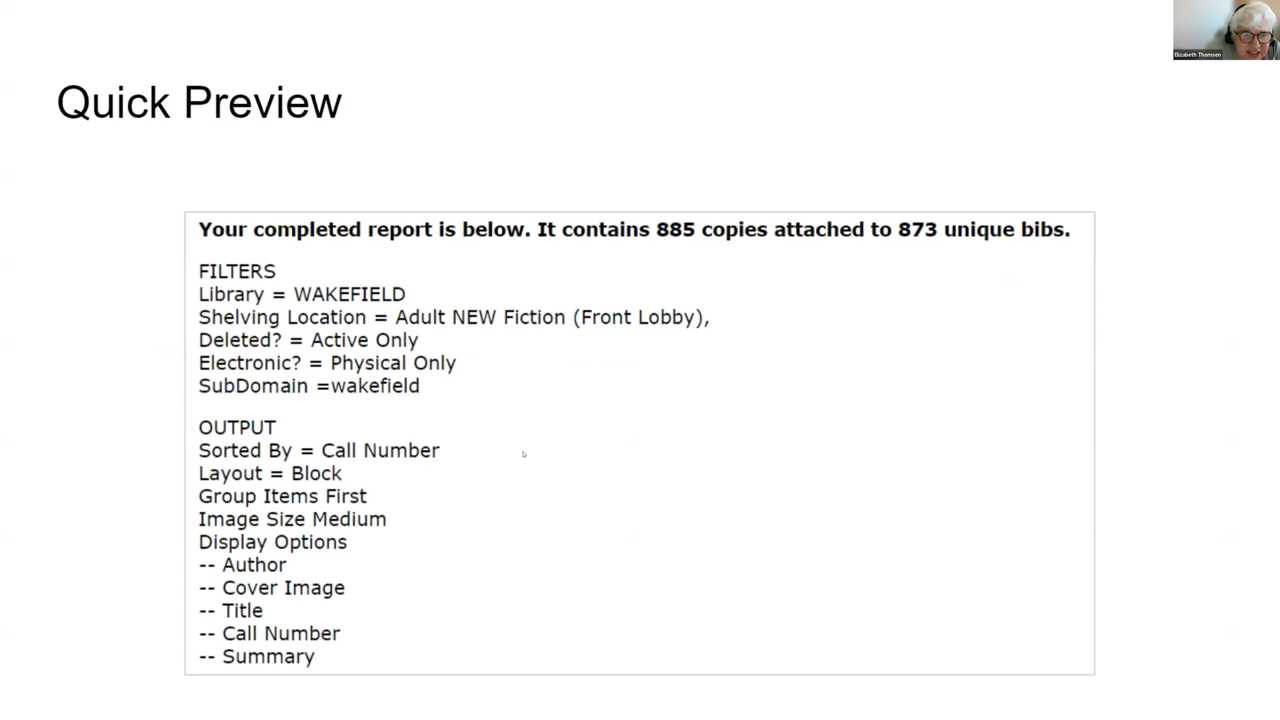 Elizabeth Thomsen
Quick Preview
Your completed report is below. It contains 885 copies attached to 873 unique bibs.
FILTERS
Library = WAKEFIELD
Shelving Location = Adult NEW Fiction (Front Lobby),
Deleted? = Active Only
Electronic? = Physical Only
SubDomain =wakefield
OUTPUT
Sorted By = Call Number
Layout = Block
Group Items First
Image Size Medium
Display Options
-- Author
-- Cover Image
-- Title
-- Call Number
-- Summary